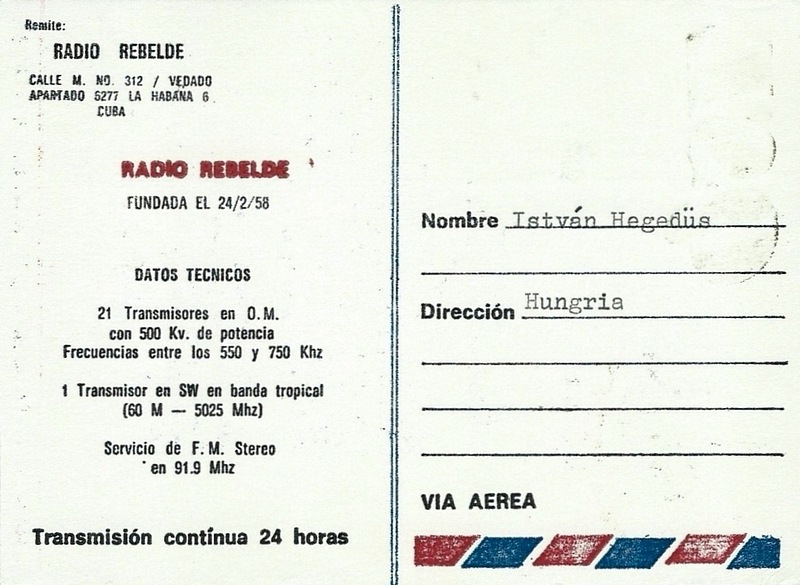 Remite:
RADIO REBELDE
CALLE M. NO. 312 / VEDADO
APARTADO 6277 LA HABANA 6
CUBA
RADIO REBELDE
FUNDADA EL 24/2/58
DATOS TECNICOS
21 Transmisores en O.M.
con 500 Kv. de potencia
Frecuencias entre los 550 y 750 Khz
1 Transmisor en SW en banda tropical
(60 M — 5025 Mhz)
Servicio de F.M. Stereo
en 91.9 Mhz
Transmisión contínua 24 horas
Nombre István Hegedüs
Dirección Hungria
VIA AEREA